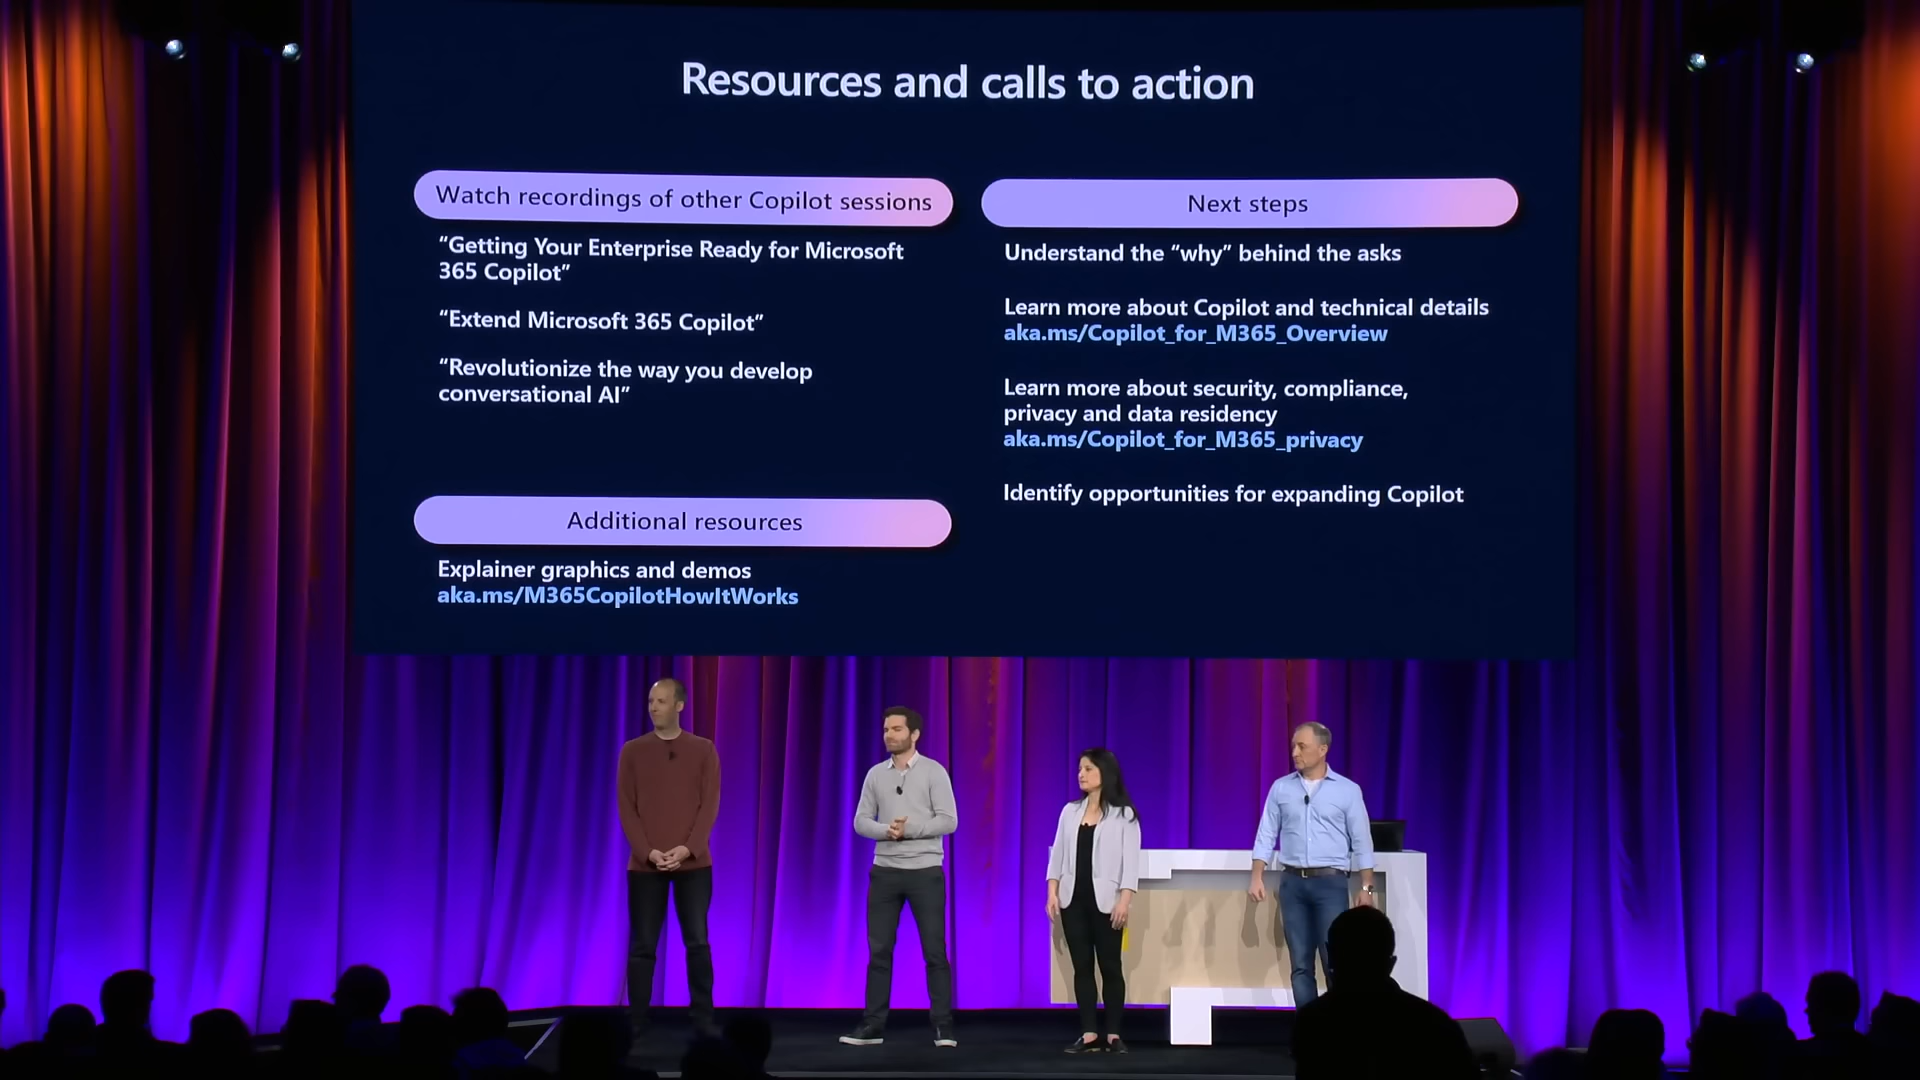 Resources and calls to action
Watch recordings of other Copilot sessions
“Getting Your Enterprise Ready for Microsoft
365 Copilot”
“Extend Microsoft 365 Copilot”
“Revolutionize the way you develop
conversational AI”
Additional resources
Explainer graphics and demos
aka.ms/M365CopilotHowItWorks
Next steps
Understand the “why” behind the asks
Learn more about Copilot and technical details
aka.ms/Copilot_for_M365_Overview
Learn more about security, compliance,
privacy and data residency
aka.ms/Copilot_for_M365_privacy
Identify opportunities for expanding Copilot